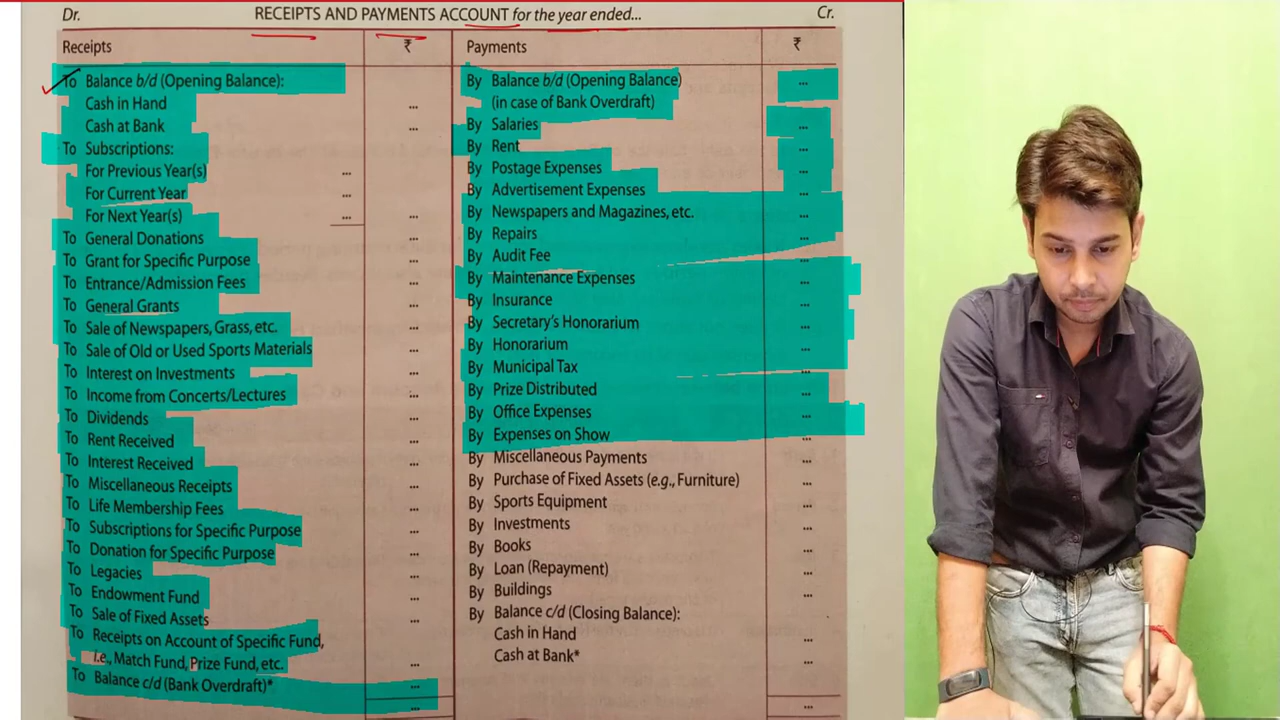 Dr. RECEIPTS AND PAYMENTS ACCOUNT for the year ended... Cr.
Receipts ₹ Payments ₹
To Balance b/d (Opening Balance):
Cash in Hand ...
Cash at Bank ...
To Subscriptions:
For Previous Year(s) ...
For Current Year ...
For Next Year(s) ... ...
To General Donations ...
To Grant for Specific Purpose ...
To Entrance/Admission Fees ...
To General Grants ...
To Sale of Newspapers, Grass, etc. ...
To Sale of Old or Used Sports Materials ...
To Interest on Investments ...
To Income from Concerts/Lectures ...
To Dividends ...
To Rent Received ...
To Interest Received ...
To Miscellaneous Receipts ...
To Life Membership Fees ...
To Subscriptions for Specific Purpose ...
To Donation for Specific Purpose ...
To Legacies ...
To Endowment Fund ...
To Sale of Fixed Assets ...
To Receipts on Account of Specific Fund,
i.e., Match Fund, Prize Fund, etc. ...
To Balance c/d (Bank Overdraft)* ...
...
By Balance b/d (Opening Balance) ...
(in case of Bank Overdraft)
By Salaries ...
By Rent ...
By Postage Expenses ...
By Advertisement Expenses ...
By Newspapers and Magazines, etc. ...
By Repairs ...
By Audit Fee ...
By Maintenance Expenses ...
By Insurance ...
By Secretary's Honorarium ...
By Honorarium ...
By Municipal Tax ...
By Prize Distributed ...
By Office Expenses ...
By Expenses on Show ...
By Miscellaneous Payments ...
By Purchase of Fixed Assets (e.g., Furniture) ...
By Sports Equipment ...
By Investments ...
By Books ...
By Loan (Repayment) ...
By Buildings ...
By Balance c/d (Closing Balance):
Cash in Hand ...
Cash at Bank* ...
...